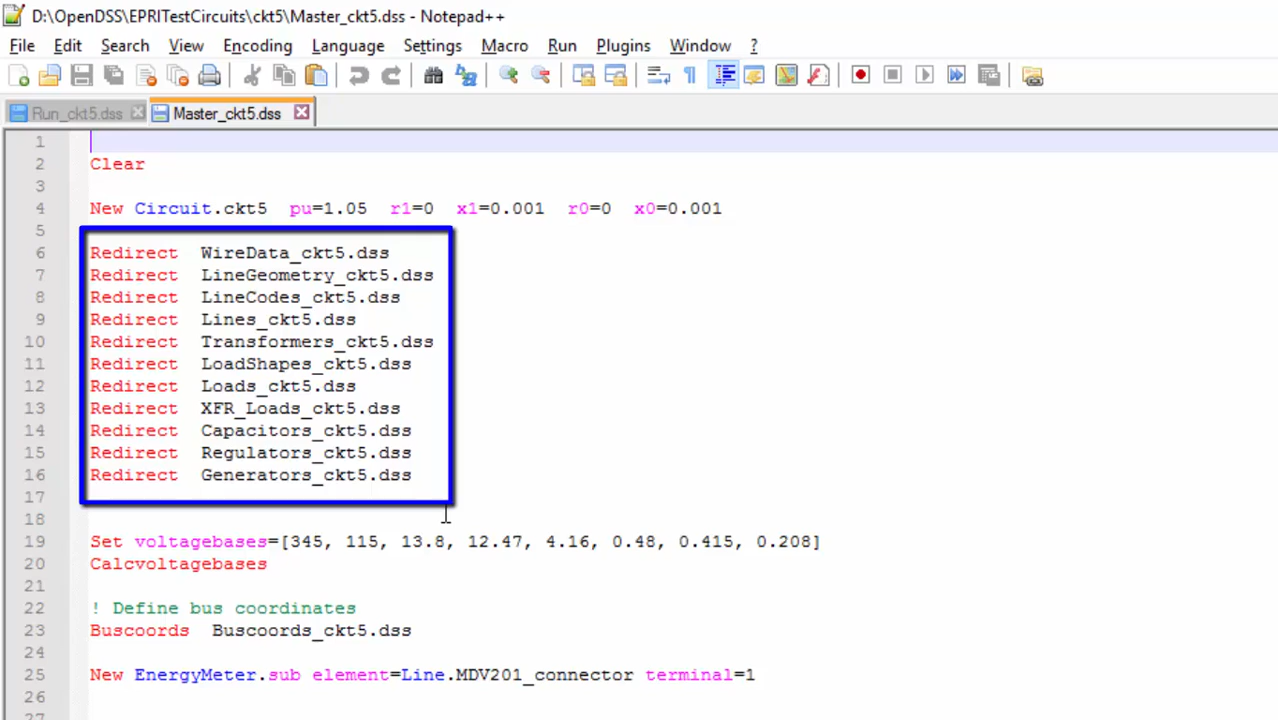 D:\OpenDSS\EPRITestCircuits\ckt5\Master_ckt5.dss - Notepad++
File Edit Search View Encoding Language Settings Macro Run Plugins Window ?
Run_ckt5.dss Master_ckt5.dss
1
2 Clear
3
4 New Circuit.ckt5 pu=1.05 r1=0 x1=0.001 r0=0 x0=0.001
5
6 Redirect WireData_ckt5.dss
7 Redirect LineGeometry_ckt5.dss
8 Redirect LineCodes_ckt5.dss
9 Redirect Lines_ckt5.dss
10 Redirect Transformers_ckt5.dss
11 Redirect LoadShapes_ckt5.dss
12 Redirect Loads_ckt5.dss
13 Redirect XFR_Loads_ckt5.dss
14 Redirect Capacitors_ckt5.dss
15 Redirect Regulators_ckt5.dss
16 Redirect Generators_ckt5.dss
17
18
19 Set voltagebases=[345, 115, 13.8, 12.47, 4.16, 0.48, 0.415, 0.208]
20 Calcvoltagebases
21
22 ! Define bus coordinates
23 Buscoords Buscoords_ckt5.dss
24
25 New EnergyMeter.sub element=Line.MDV201_connector terminal=1
26
27